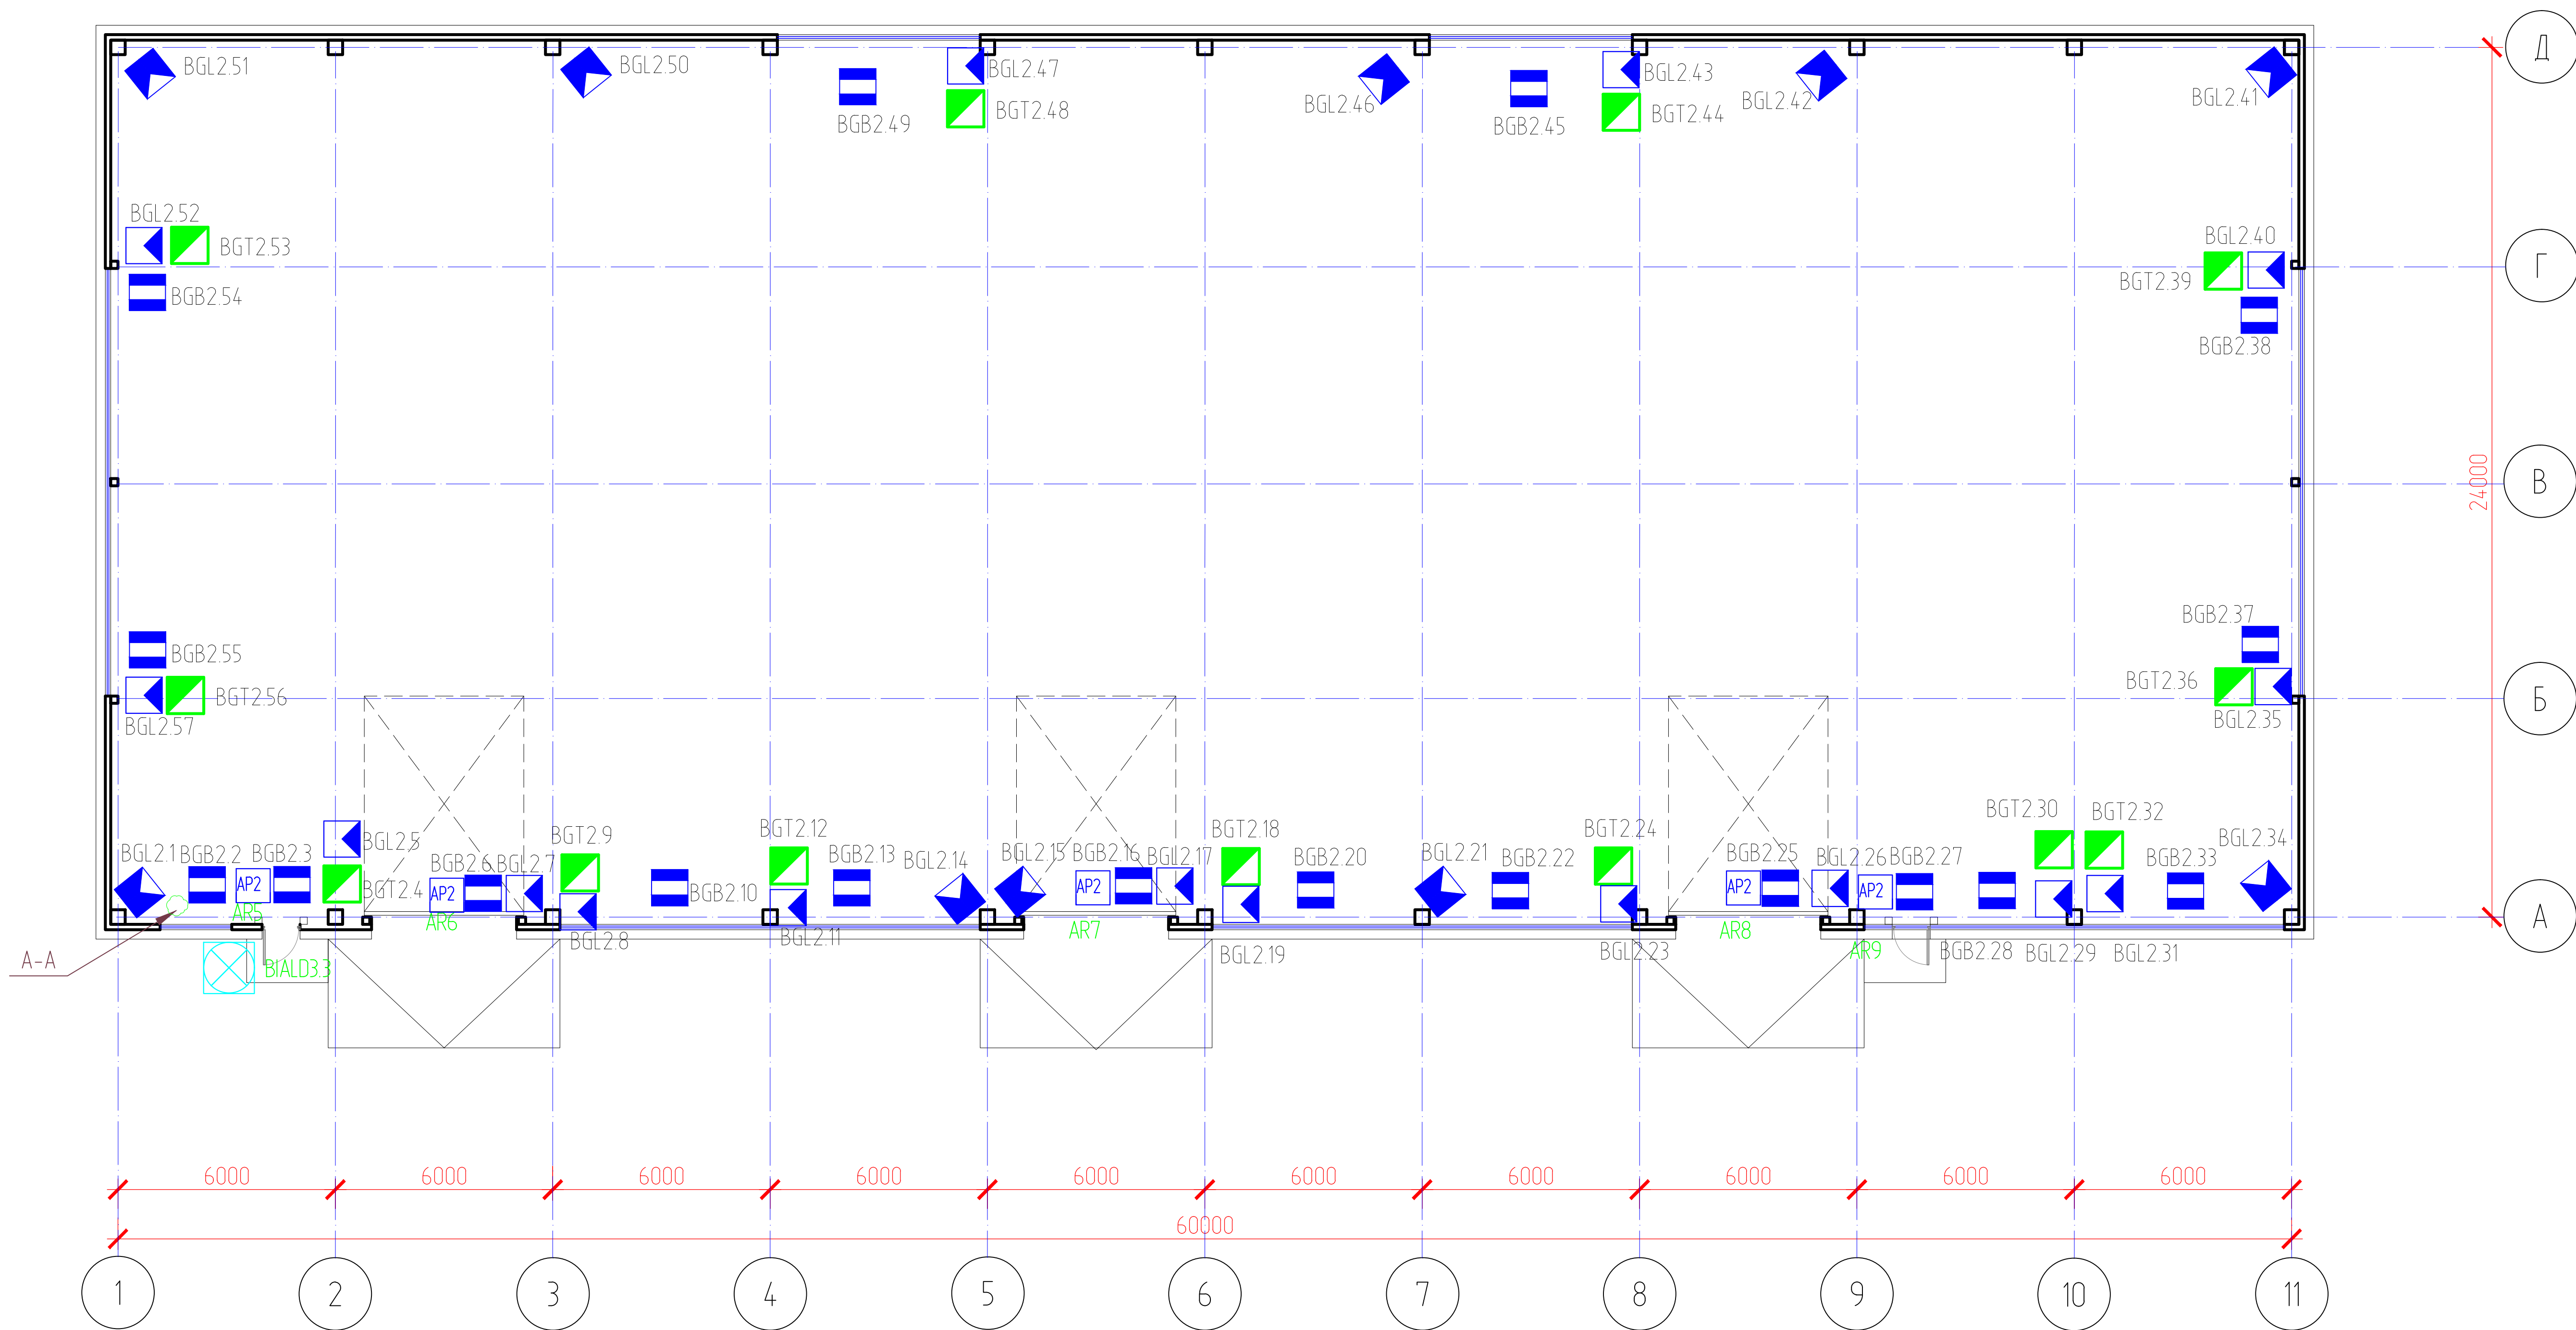 Д
BGL2.51
BGL2.50
BGL2.47
BGT2.48
BGB2.49
BGL2.46
BGB2.45
BGL2.43
BGT2.44
BGL2.42
BGL2.41
BGL2.52
BGT2.53
BGB2.54
BGL2.40
BGT2.39
BGB2.38
Г
24000
В
BGB2.55
BGT2.56
BGL2.57
BGB2.37
BGT2.36
BGL2.35
Б
BGL2.1
BGB2.2
BGB2.3
AP2
AR5
BGL2.5
BGT2.4
BGB2.6
BGL2.7
AP2
AR6
BGT2.9
BGL2.8
BGB2.10
BGT2.12
BGL2.11
BGB2.13
BGL2.14
BGL2.15
BGB2.16
BGL2.17
AP2
AR7
BGT2.18
BGL2.19
BGB2.20
BGL2.21
BGB2.22
BGT2.24
BGL2.23
BGB2.25
BGL2.26
BGB2.27
AP2
AP2
AR8
AR9
BGB2.28
BGT2.30
BGT2.32
BGL2.29
BGL2.31
BGB2.33
BGL2.34
А
А-А
BIALD3.3
6000
6000
6000
6000
6000
6000
6000
6000
6000
6000
60000
1
2
3
4
5
6
7
8
9
10
11